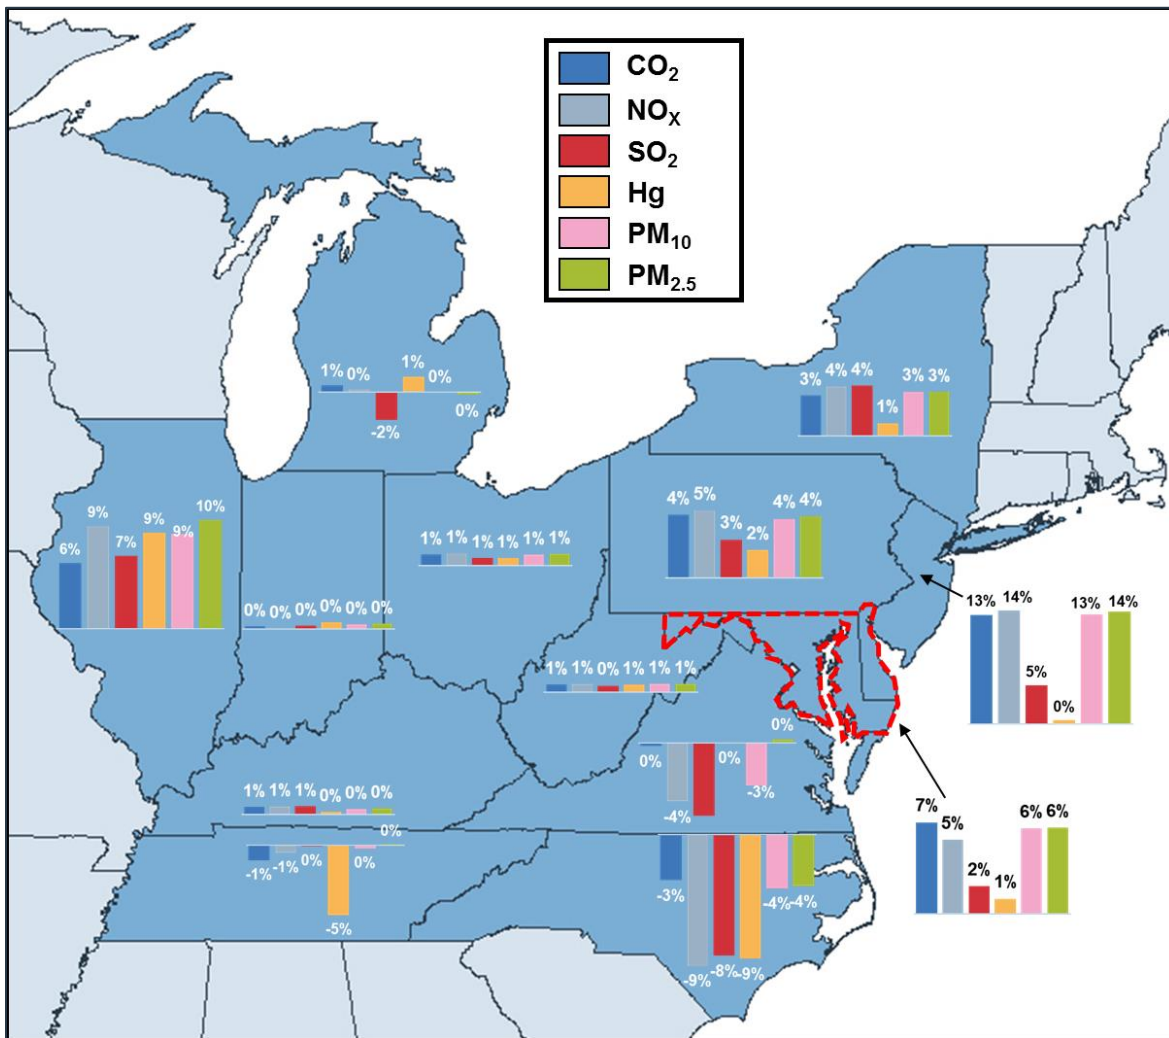 CO₂
NOₓ
SO₂
Hg
PM₁₀
PM₂.₅
1% 0% 1% 0%
-2% 0%
3% 4% 4% 1% 3% 3%
6% 9% 7% 9% 9% 10%
4% 5% 3% 2% 4% 4%
1% 1% 1% 1% 1% 1%
0% 0% 0% 0% 0% 0%
13% 14% 5% 0% 13% 14%
1% 1% 0% 1% 1% 1%
0% -4% 0% -3% 0%
1% 1% 1% 0% 0% 0%
-1% -1% 0% -5% 0% 0%
-3% -9% -8% -9% -4% -4%
7% 5% 2% 1% 6% 6%